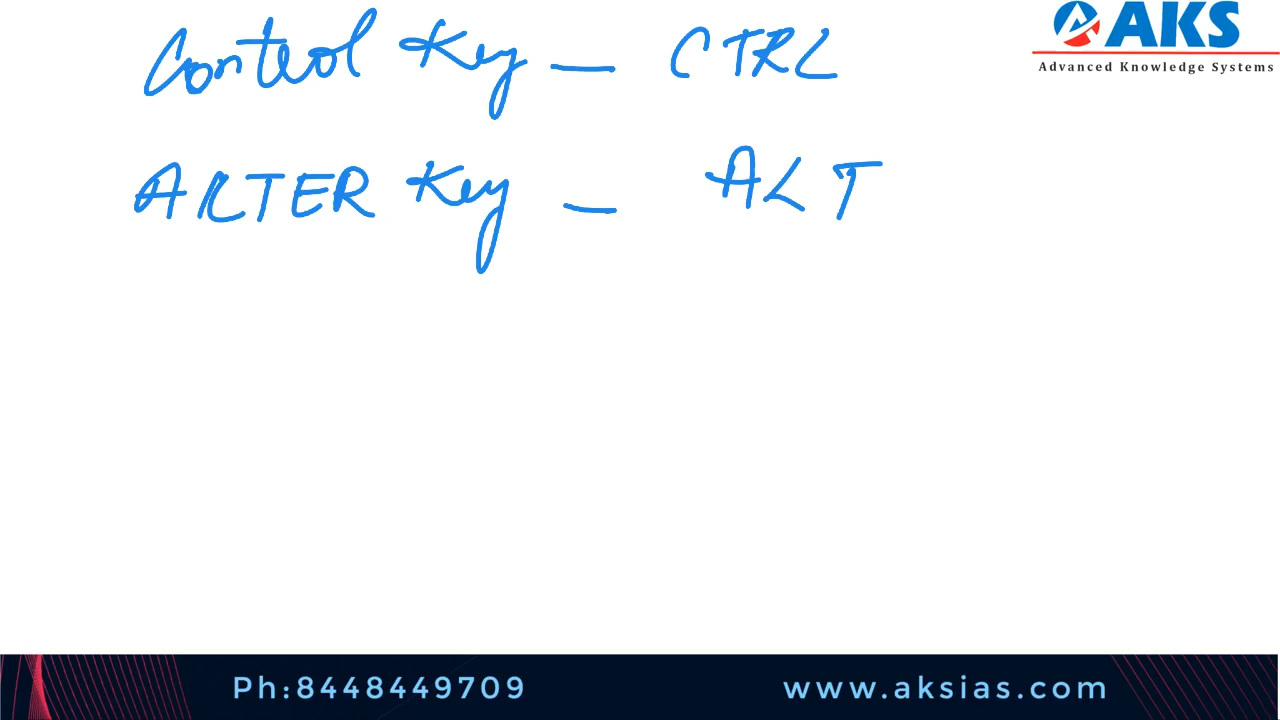 Control Key — CTRL
AKS
Advanced Knowledge Systems
ALTER Key — ALT
Ph:8448449709
www.aksias.com